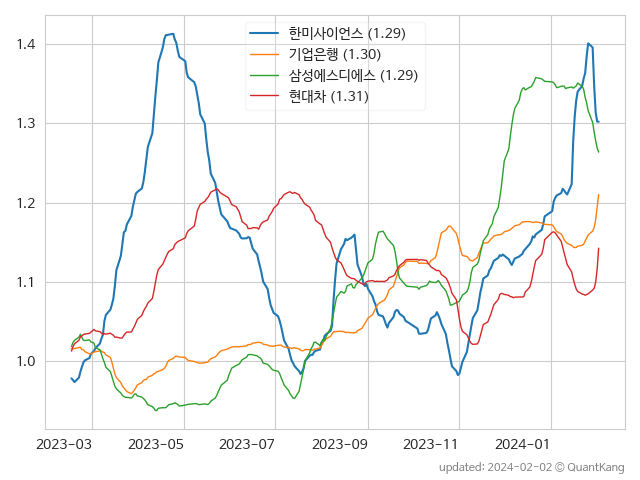 한미사이언스 (1.29)
기업은행 (1.30)
삼성에스디에스 (1.29)
현대차 (1.31)
1.4
1.3
1.2
1.1
1.0
2023-03 2023-05 2023-07 2023-09 2023-11 2024-01
updated: 2024-02-02 © QuantKang